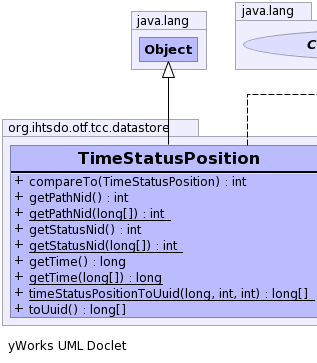 java.lang
java.lang
Object
C
org.ihtsdo.otf.tcc.datastore
TimeStatusPosition
+ compareTo(TimeStatusPosition) : int
+ getPathNid() : int
+ getPathNid(long[]) : int
+ getStatusNid() : int
+ getStatusNid(long[]) : int
+ getTime() : long
+ getTime(long[]) : long
+ timeStatusPositionToUuid(long, int, int) : long[]
+ toUuid() : long[]
yWorks UML Doclet